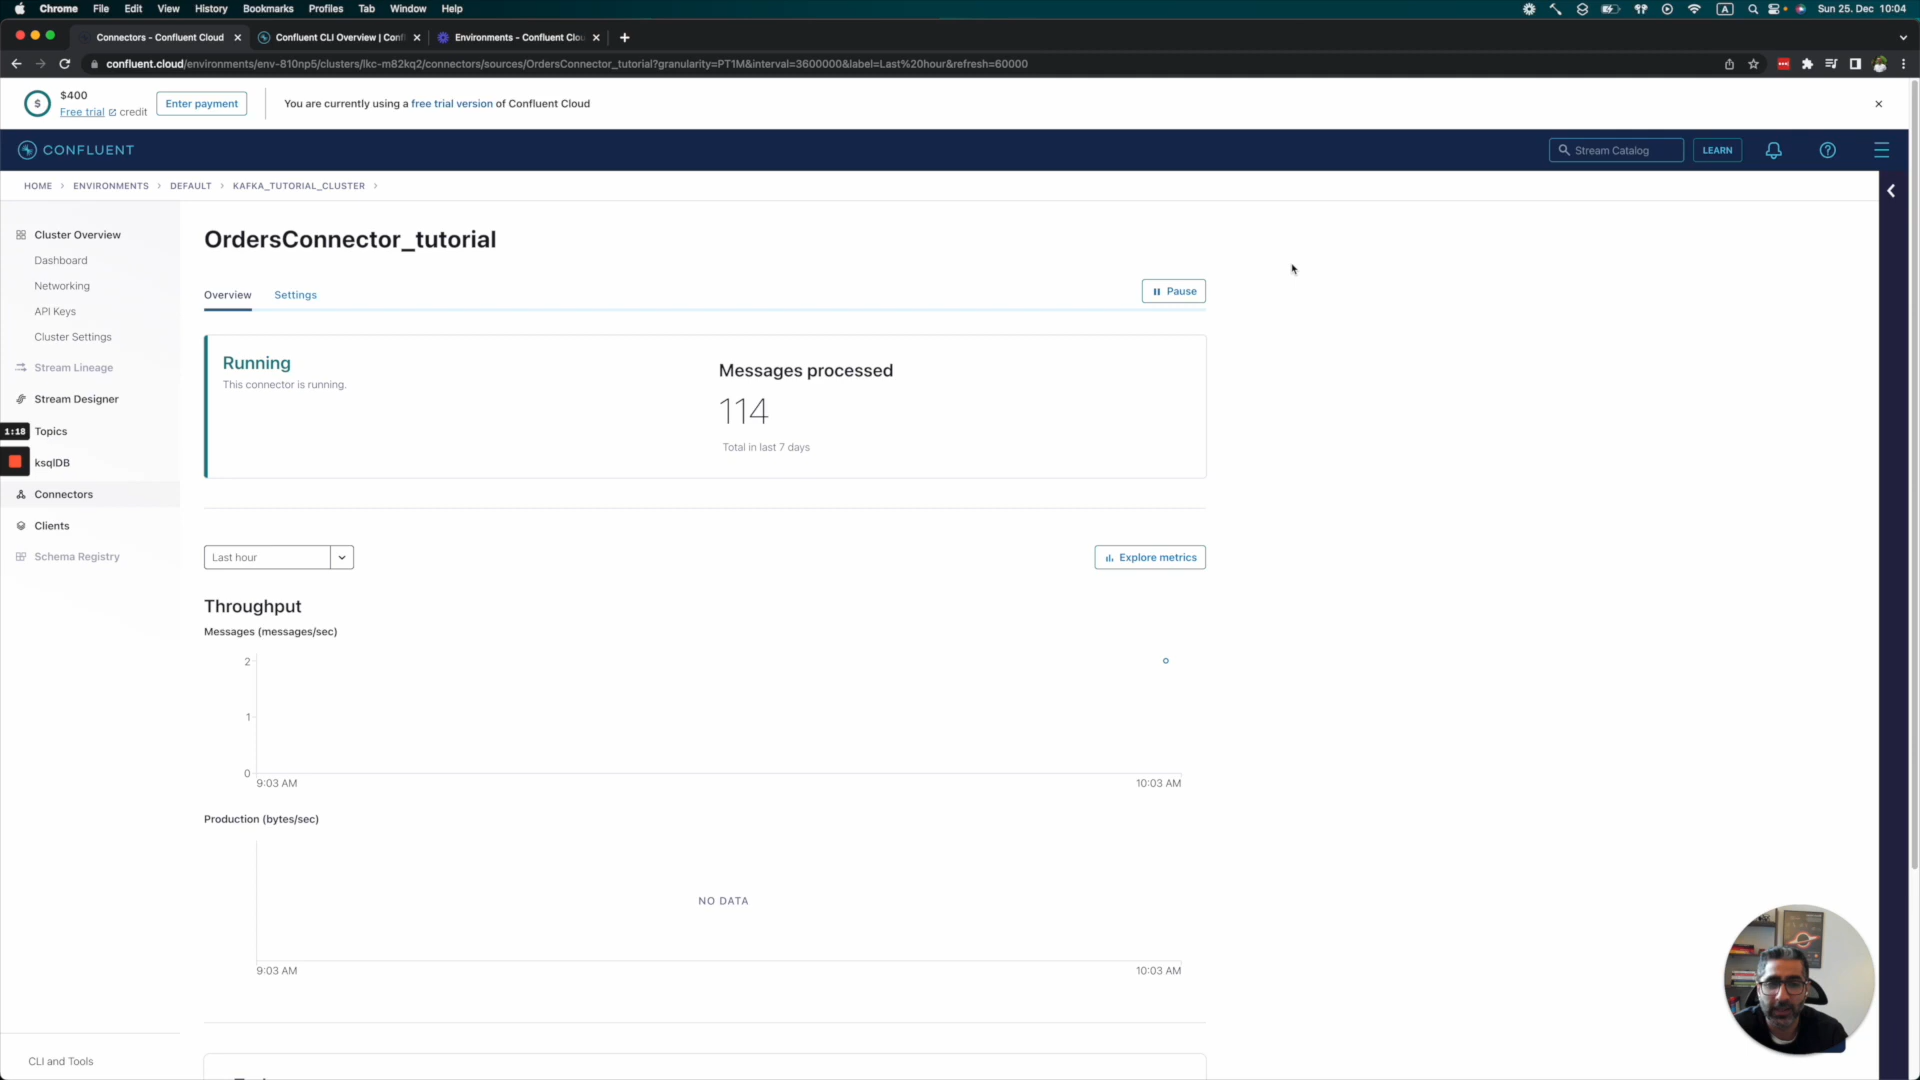 Chrome File Edit View History Bookmarks Profiles Tab Window Help
A
Sun 25. Dec 10:04
Connectors - Confluent Cloud
Confluent CLI Overview | Conf
Environments - Confluent Clou
confluent.cloud/environments/env-810np5/clusters/lkc-m82kq2/connectors/sources/OrdersConnector_tutorial?granularity=PT1M&interval=3600000&label=Last%20hour&refresh=60000
$
$400
Free trial credit
Enter payment
You are currently using a free trial version of Confluent Cloud
CONFLUENT
Stream Catalog
LEARN
HOME > ENVIRONMENTS > DEFAULT > KAFKA_TUTORIAL_CLUSTER >
Cluster Overview
Dashboard
Networking
API Keys
Cluster Settings
Stream Lineage
Stream Designer
1:18
Topics
ksqlDB
Connectors
Clients
Schema Registry
CLI and Tools
OrdersConnector_tutorial
Overview
Settings
Pause
Running
This connector is running.
Messages processed
114
Total in last 7 days
Last hour
Explore metrics
Throughput
Messages (messages/sec)
2
1
0
9:03 AM
10:03 AM
Production (bytes/sec)
NO DATA
9:03 AM
10:03 AM